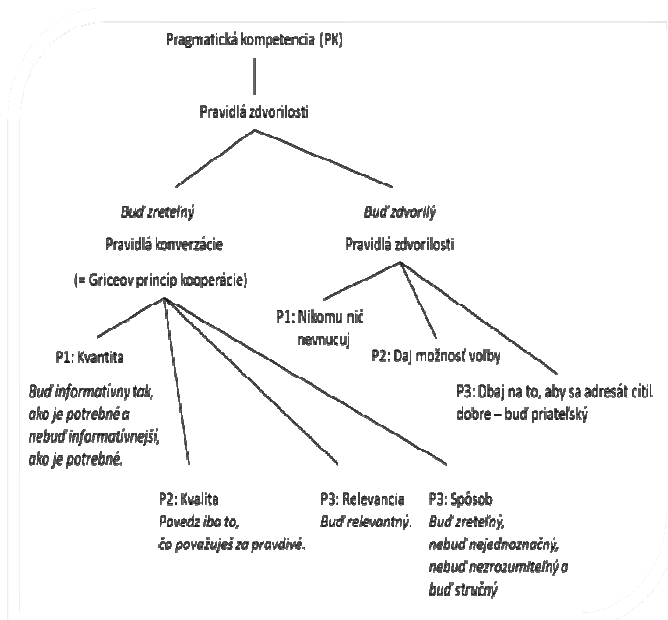 Pragmatická kompetencia (PK)
Pravidlá zdvorilosti
Buď zreteľný
Pravidlá konverzácie
(= Griceov princíp kooperácie)
Buď zdvorilý
Pravidlá zdvorilosti
P1: Kvantita
Buď informatívny tak,
ako je potrebné a
nebuď informatívnejší,
ako je potrebné.
P2: Kvalita
Povedz iba to,
čo považuješ za pravdivé.
P3: Relevancia
Buď relevantný.
P3: Spôsob
Buď zreteľný,
nebuď nejednoznačný,
nebuď nezrozumiteľný a
buď stručný
P1: Nikomu nič
nevnucuj
P2: Daj možnosť voľby
P3: Dbaj na to, aby sa adresát cítil
dobre – buď priateľský